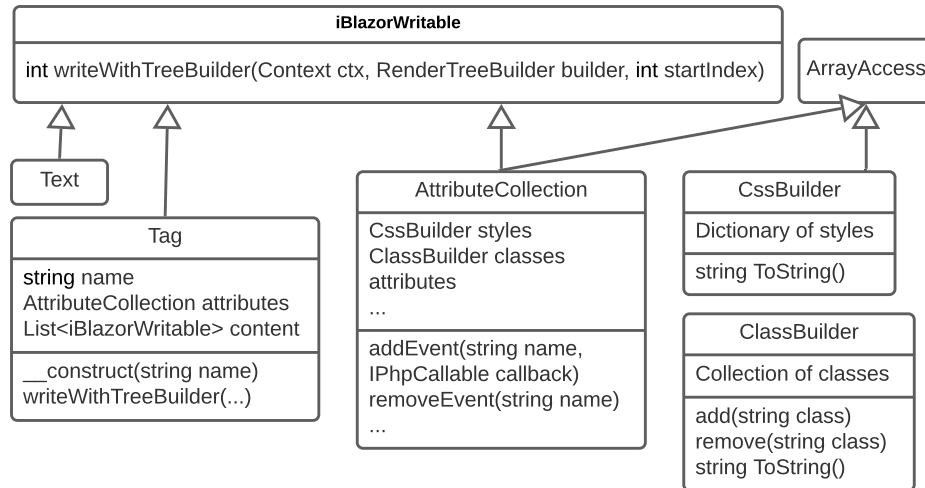 iBlazorWritable
int writeWithTreeBuilder(Context ctx, RenderTreeBuilder builder, int startIndex)
ArrayAccess
Text
Tag
string name
AttributeCollection attributes
List<iBlazorWritable> content
__construct(string name)
writeWithTreeBuilder(...)
AttributeCollection
CssBuilder styles
ClassBuilder classes
attributes
...
addEvent(string name,
IPhpCallable callback)
removeEvent(string name)
...
CssBuilder
Dictionary of styles
string ToString()
ClassBuilder
Collection of classes
add(string class)
remove(string class)
string ToString()